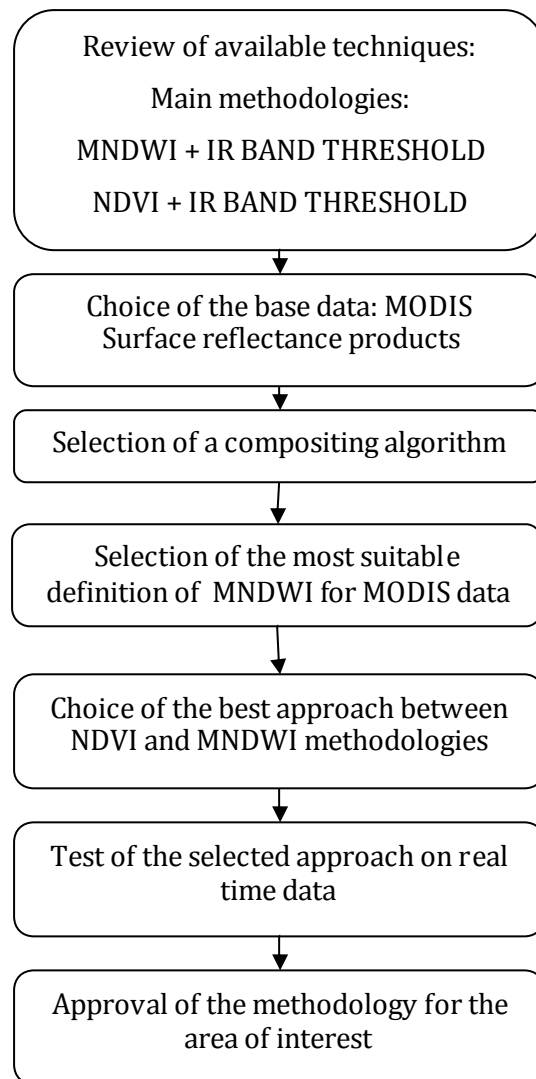 Review of available techniques:
Main methodologies:
MNDWI + IR BAND THRESHOLD
NDVI + IR BAND THRESHOLD
Choice of the base data: MODIS
Surface reflectance products
Selection of a compositing algorithm
Selection of the most suitable
definition of MNDWI for MODIS data
Choice of the best approach between
NDVI and MNDWI methodologies
Test of the selected approach on real
time data
Approval of the methodology for the
area of interest